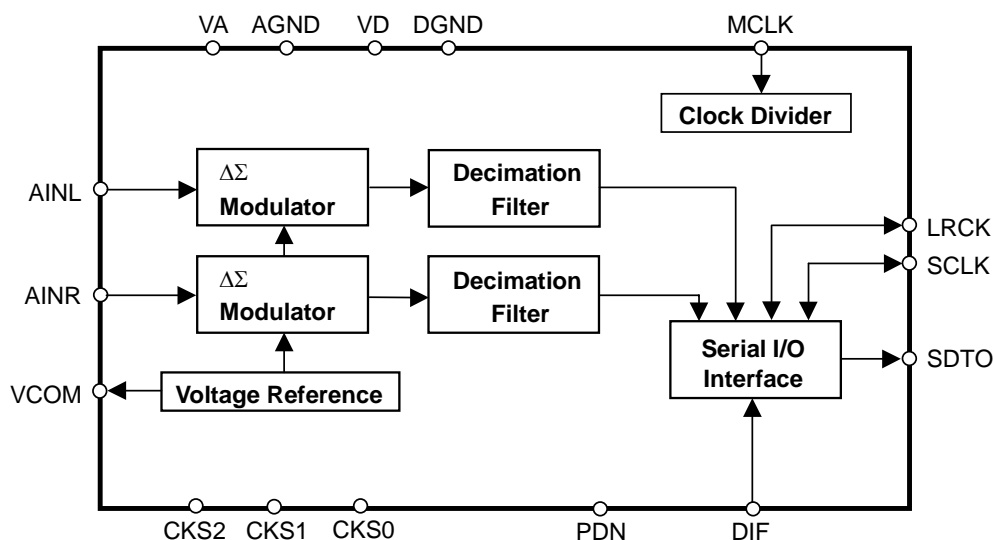 VA AGND VD DGND MCLK
Clock Divider
AINL
ΔΣ
Modulator
Decimation
Filter
LRCK
SCLK
AINR
ΔΣ
Modulator
Decimation
Filter
Serial I/O
Interface
SDTO
VCOM
Voltage Reference
CKS2 CKS1 CKS0 PDN DIF